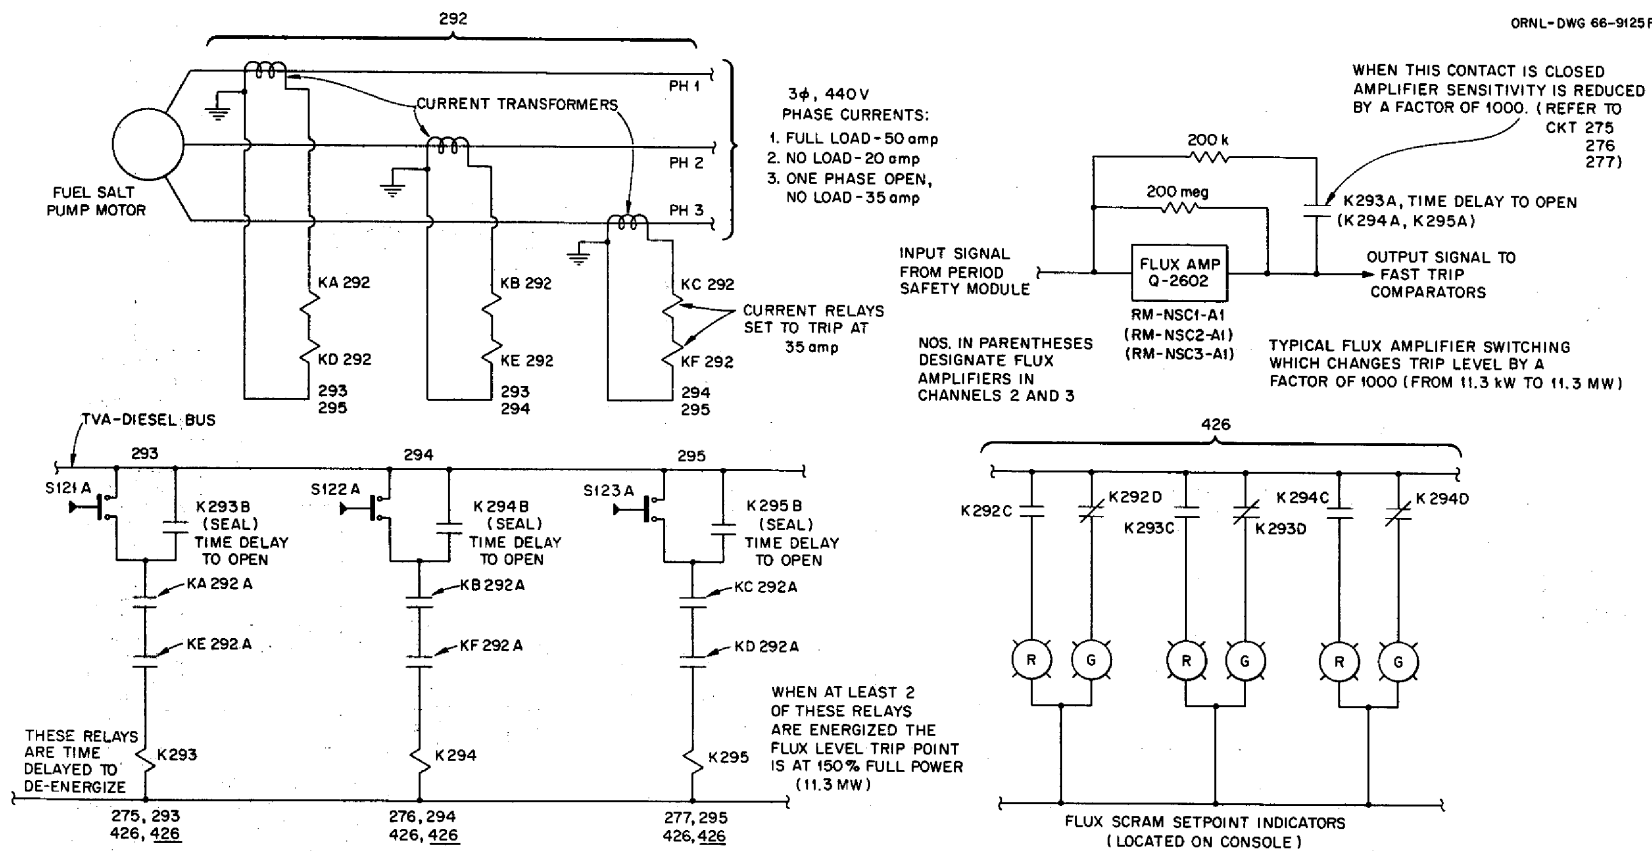 292
ORNL-DWG 66-9125R
PH 1
CURRENT TRANSFORMERS
PH 2
PH 3
FUEL SALT
PUMP MOTOR
3ϕ, 440V
PHASE CURRENTS:
1. FULL LOAD-50 amp
2. NO LOAD-20 amp
3. ONE PHASE OPEN,
NO LOAD-35 amp
KA 292
KD 292
293
295
KB 292
KE 292
293
294
KC 292
KF 292
294
295
CURRENT RELAYS
SET TO TRIP AT
35 amp
WHEN THIS CONTACT IS CLOSED
AMPLIFIER SENSITIVITY IS REDUCED
BY A FACTOR OF 1000. (REFER TO
CKT 275
276
277)
200 k
200 meg
K293A, TIME DELAY TO OPEN
(K294A, K295A)
INPUT SIGNAL
FROM PERIOD
SAFETY MODULE
FLUX AMP
Q-2602
OUTPUT SIGNAL TO
FAST TRIP
COMPARATORS
RM-NSC1-A1
(RM-NSC2-A1)
(RM-NSC3-A1)
NOS. IN PARENTHESES
DESIGNATE FLUX
AMPLIFIERS IN
CHANNELS 2 AND 3
TYPICAL FLUX AMPLIFIER SWITCHING
WHICH CHANGES TRIP LEVEL BY A
FACTOR OF 1000 (FROM 11.3 kW TO 11.3 MW)
TVA-DIESEL BUS
293
294
295
S121A
K293B
(SEAL)
TIME DELAY
TO OPEN
S122A
K294B
(SEAL)
TIME DELAY
TO OPEN
S123A
K295B
(SEAL)
TIME DELAY
TO OPEN
KA 292A
KE 292A
KB 292A
KF 292A
KC 292A
KD 292A
THESE RELAYS
ARE TIME
DELAYED TO
DE-ENERGIZE
K293
K294
K295
WHEN AT LEAST 2
OF THESE RELAYS
ARE ENERGIZED THE
FLUX LEVEL TRIP POINT
IS AT 150% FULL POWER
(11.3 MW)
275, 293
426, 426
276, 294
426, 426
277, 295
426, 426
426
K292C
K292D
K293C
K293D
K294C
K294D
R
G
R
G
R
G
FLUX SCRAM SETPOINT INDICATORS
(LOCATED ON CONSOLE)